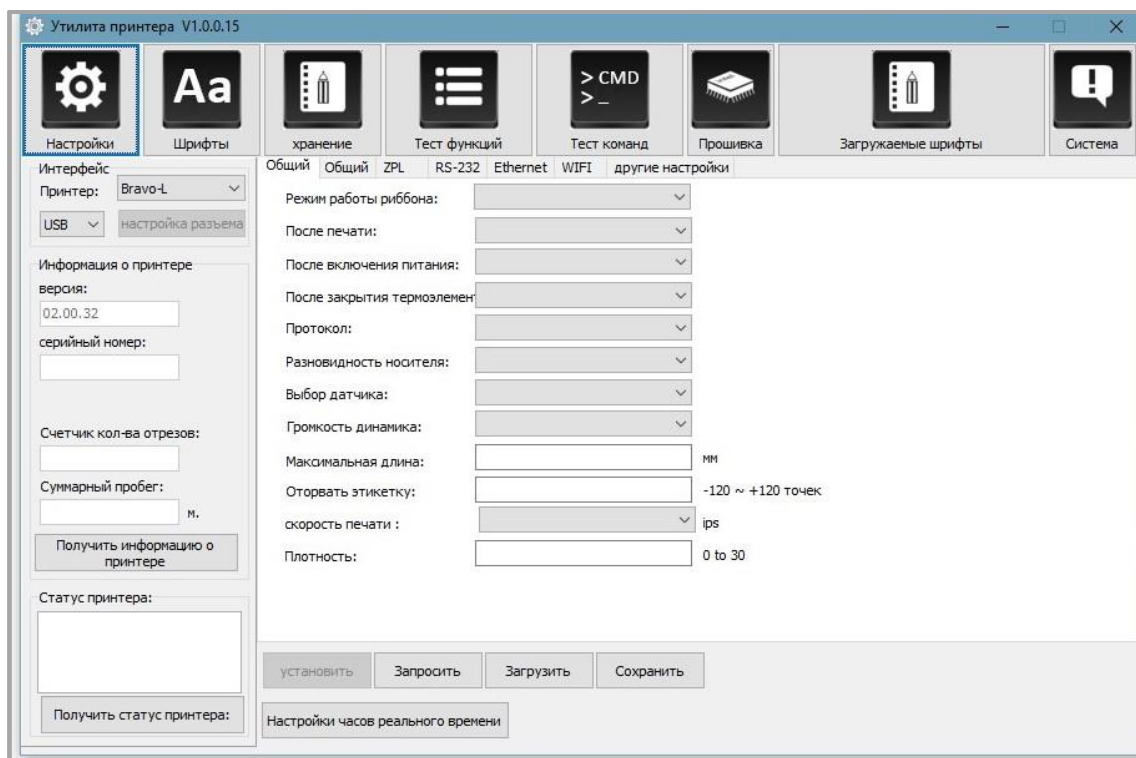 Утилита принтера V1.0.0.15
Aa
> CMD
> _
Настройки
Шрифты
хранение
Тест функций
Тест команд
Прошивка
Загружаемые шрифты
Система
Интерфейс
Принтер: Bravo-L
USB настройка разъема
Информация о принтере
версия:
02.00.32
серийный номер:
Счетчик кол-ва отрезов:
Суммарный пробег:
м.
Получить информацию о
принтере
Статус принтера:
Получить статус принтера:
Общий Общий ZPL RS-232 Ethernet WIFI другие настройки
Режим работы риббона:
После печати:
После включения питания:
После закрытия термоэлемен
Протокол:
Разновидность носителя:
Выбор датчика:
Громкость динамика:
Максимальная длина: мм
Оторвать этикетку: -120 ~ +120 точек
скорость печати : ips
Плотность: 0 to 30
установить Запросить Загрузить Сохранить
Настройки часов реального времени